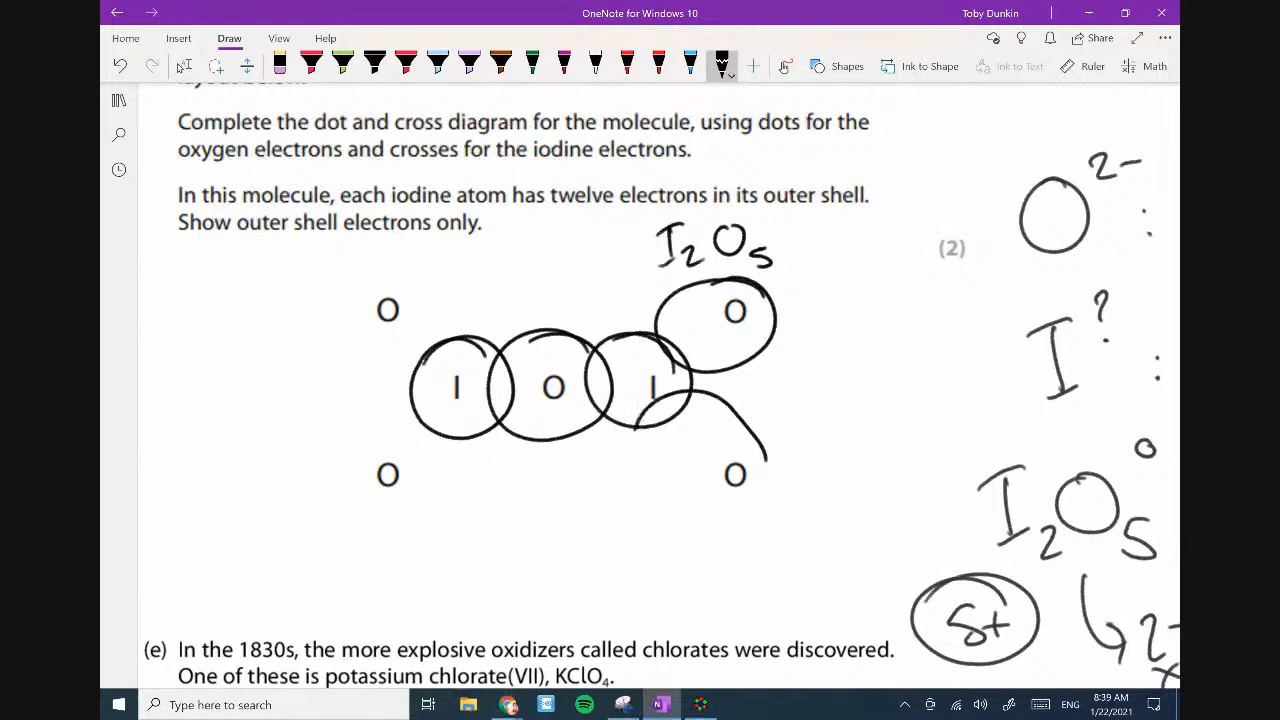 OneNote for Windows 10
Toby Dunkin
Home Insert Draw View Help
Share
Shapes
Ink to Shape
Ink to Text
Ruler
Math
Complete the dot and cross diagram for the molecule, using dots for the
oxygen electrons and crosses for the iodine electrons.
In this molecule, each iodine atom has twelve electrons in its outer shell.
Show outer shell electrons only.
(2)
I2O5
O O
I O I
O O
O2- :
I? :
I2O5 0
5+
2-
(e) In the 1830s, the more explosive oxidizers called chlorates were discovered.
One of these is potassium chlorate(VII), KClO4.
Type here to search
8:39 AM
1/22/2021